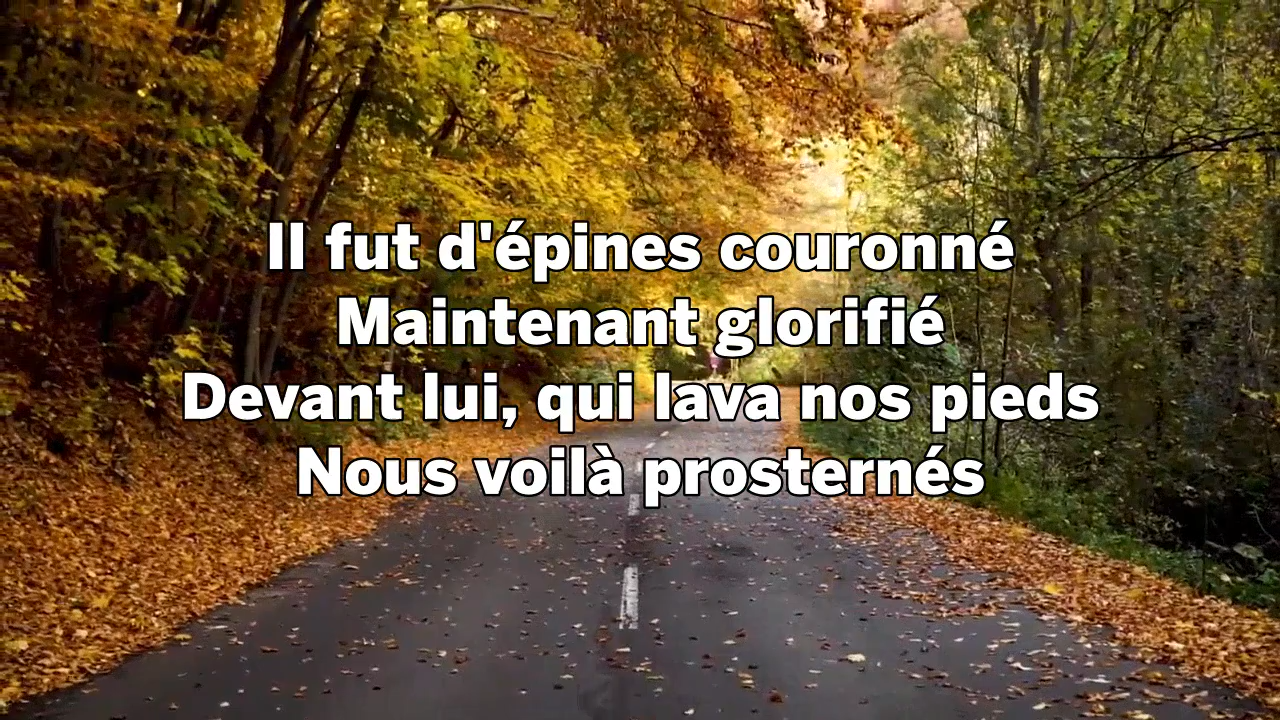 Il fut d'épines couronné
Maintenant glorifié
Devant lui, qui lava nos pieds
Nous voilà prosternés